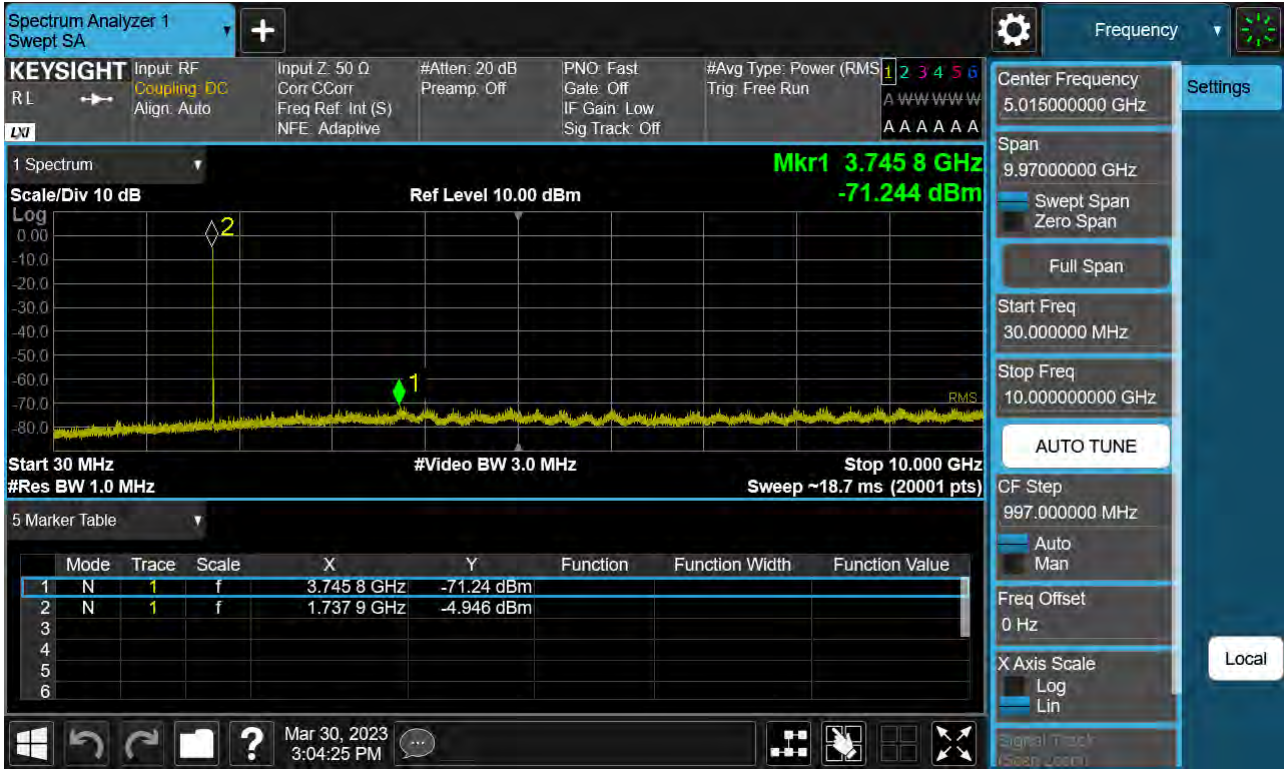 Spectrum Analyzer 1
Swept SA
+
Frequency
KEYSIGHT
RL
LXI
Input: RF
Coupling: DC
Align: Auto
Input Z: 50 Ω
Corr CCorr
Freq Ref: Int (S)
NFE: Adaptive
#Atten: 20 dB
Preamp: Off
PNO: Fast
Gate: Off
IF Gain: Low
Sig Track: Off
#Avg Type: Power (RMS
Trig: Free Run
1 2 3 4 5 6
A W W W W W
A A A A A A
1 Spectrum
Scale/Div 10 dB
Ref Level 10.00 dBm
Mkr1 3.745 8 GHz
-71.244 dBm
Log
0.00
-10.0
-20.0
-30.0
-40.0
-50.0
-60.0
-70.0
-80.0
2
1
RMS
Start 30 MHz
#Video BW 3.0 MHz
Stop 10.000 GHz
#Res BW 1.0 MHz
Sweep ~18.7 ms (20001 pts)
5 Marker Table
Mode Trace Scale X Y Function Function Width Function Value
1 N 1 f 3.745 8 GHz -71.24 dBm
2 N 1 f 1.737 9 GHz -4.946 dBm
3
4
5
6
?
Mar 30, 2023
3:04:25 PM
Center Frequency
5.015000000 GHz
Settings
Span
9.97000000 GHz
Swept Span
Zero Span
Full Span
Start Freq
30.000000 MHz
Stop Freq
10.000000000 GHz
AUTO TUNE
CF Step
997.000000 MHz
Auto
Man
Freq Offset
0 Hz
X Axis Scale
Log
Lin
Local
Signal Track
(Span Zoom)